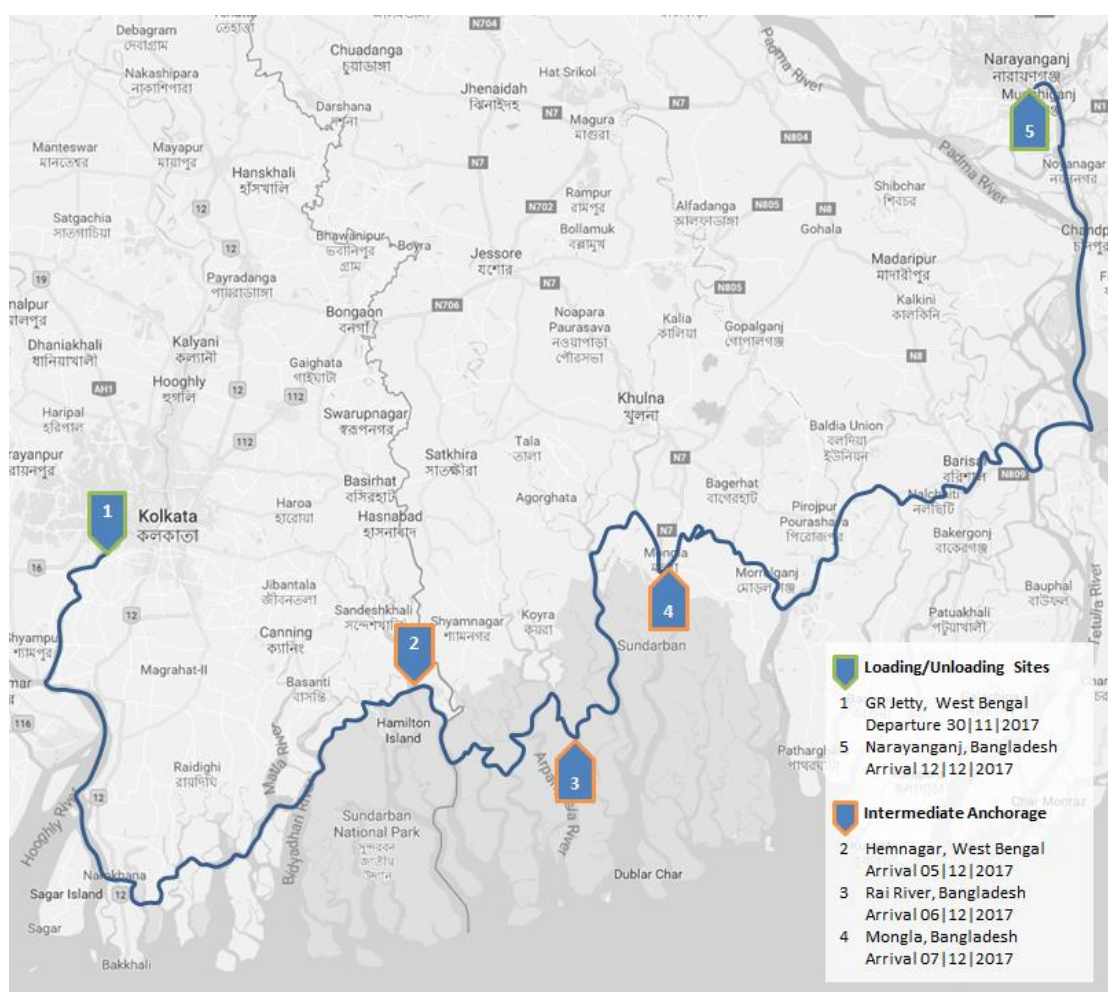 N704
Debagram
দেবাগ্রাম
Chuadanga
চুয়াডাঙ্গা
Padma River
Narayanganj
নারায়ণগঞ্জ
Nakashipara
নাকাশিপারা
Hat Srikol
Jhenaidah
ঝিনাইদহ
Darshana
দর্শনা
N7
N7
Magura
মাগুরা
5
N1
N804
Manteswar
মানতেশ্বর
Mayapur
মায়াপুর
Hanskhali
হাঁসখালি
N7
Padma River
Shibchar
শিবচর
Rampur
রামপুর
12
N702
Alfadanga
আলফাডাঙ্গা
N805
N8
Gohala
Satgachia
সাতগাচিয়া
Bhawanipur
ভবানিপুর
গ্রাম
Boyra
Bollamuk
বল্লামুখ
12
Jessore
যশোর
Madaripur
মাদারীপুর
19
Payradanga
পায়রাডাঙ্গা
N7
N805
N706
Kalkini
কালকিনি
Bongaon
বনগাঁ
Noapara
Paurasava
নওয়াপাড়া
পৌরসভা
Kalia
কালিয়া
Gopalganj
গোপালগঞ্জ
Dhaniakhali
ধানিয়াখালী
Kalyani
কল্যানী
N8
Gaighata
গাইঘাটা
Hooghly
হুগলি
AH1
12
112
Khulna
খুলনা
Haripal
হরিপাল
Swarupnagar
স্বরূপনগর
112
Baldia Union
বলদিয়া
ইউনিয়ন
Tala
তালা
Satkhira
সাতক্ষীরা
N7
Basirhat
বসিরহাট
Bagerhat
বাগেরহাট
N809
Agorghata
Haroa
হারোয়া
Hasnabad
হাসনাবাদ
Pirojpur
Pourashava
পিরোজপুর
1
Kolkata
কলকাতা
N7
Bakergonj
বাকেরগঞ্জ
16
Jibantala
জীবনতলা
4
Bauphal
বাউফল
12
Sandeshkhali
Shyamnagar
শ্যামনগর
Koyra
কয়রা
Patuakhali
পটুয়াখালী
Canning
ক্যানিং
2
Sundarban
Magrahat-II
Basanti
বাসন্তি
116
Hamilton
Island
Raidighi
রায়দিঘি
Matla River
3
Hooghly River
12
Bidyadhari River
Sundarban
National Park
সুন্দরবন
জাতীয়
উদ্যান
Char Montaz
Dublar Char
Sagar Island
12
Sagar
Bakkhali
Loading/Unloading Sites
1 GR Jetty, West Bengal
Departure 30|11|2017
5 Narayanganj, Bangladesh
Arrival 12|12|2017
Intermediate Anchorage
2 Hemnagar, West Bengal
Arrival 05|12|2017
3 Rai River, Bangladesh
Arrival 06|12|2017
4 Mongla, Bangladesh
Arrival 07|12|2017